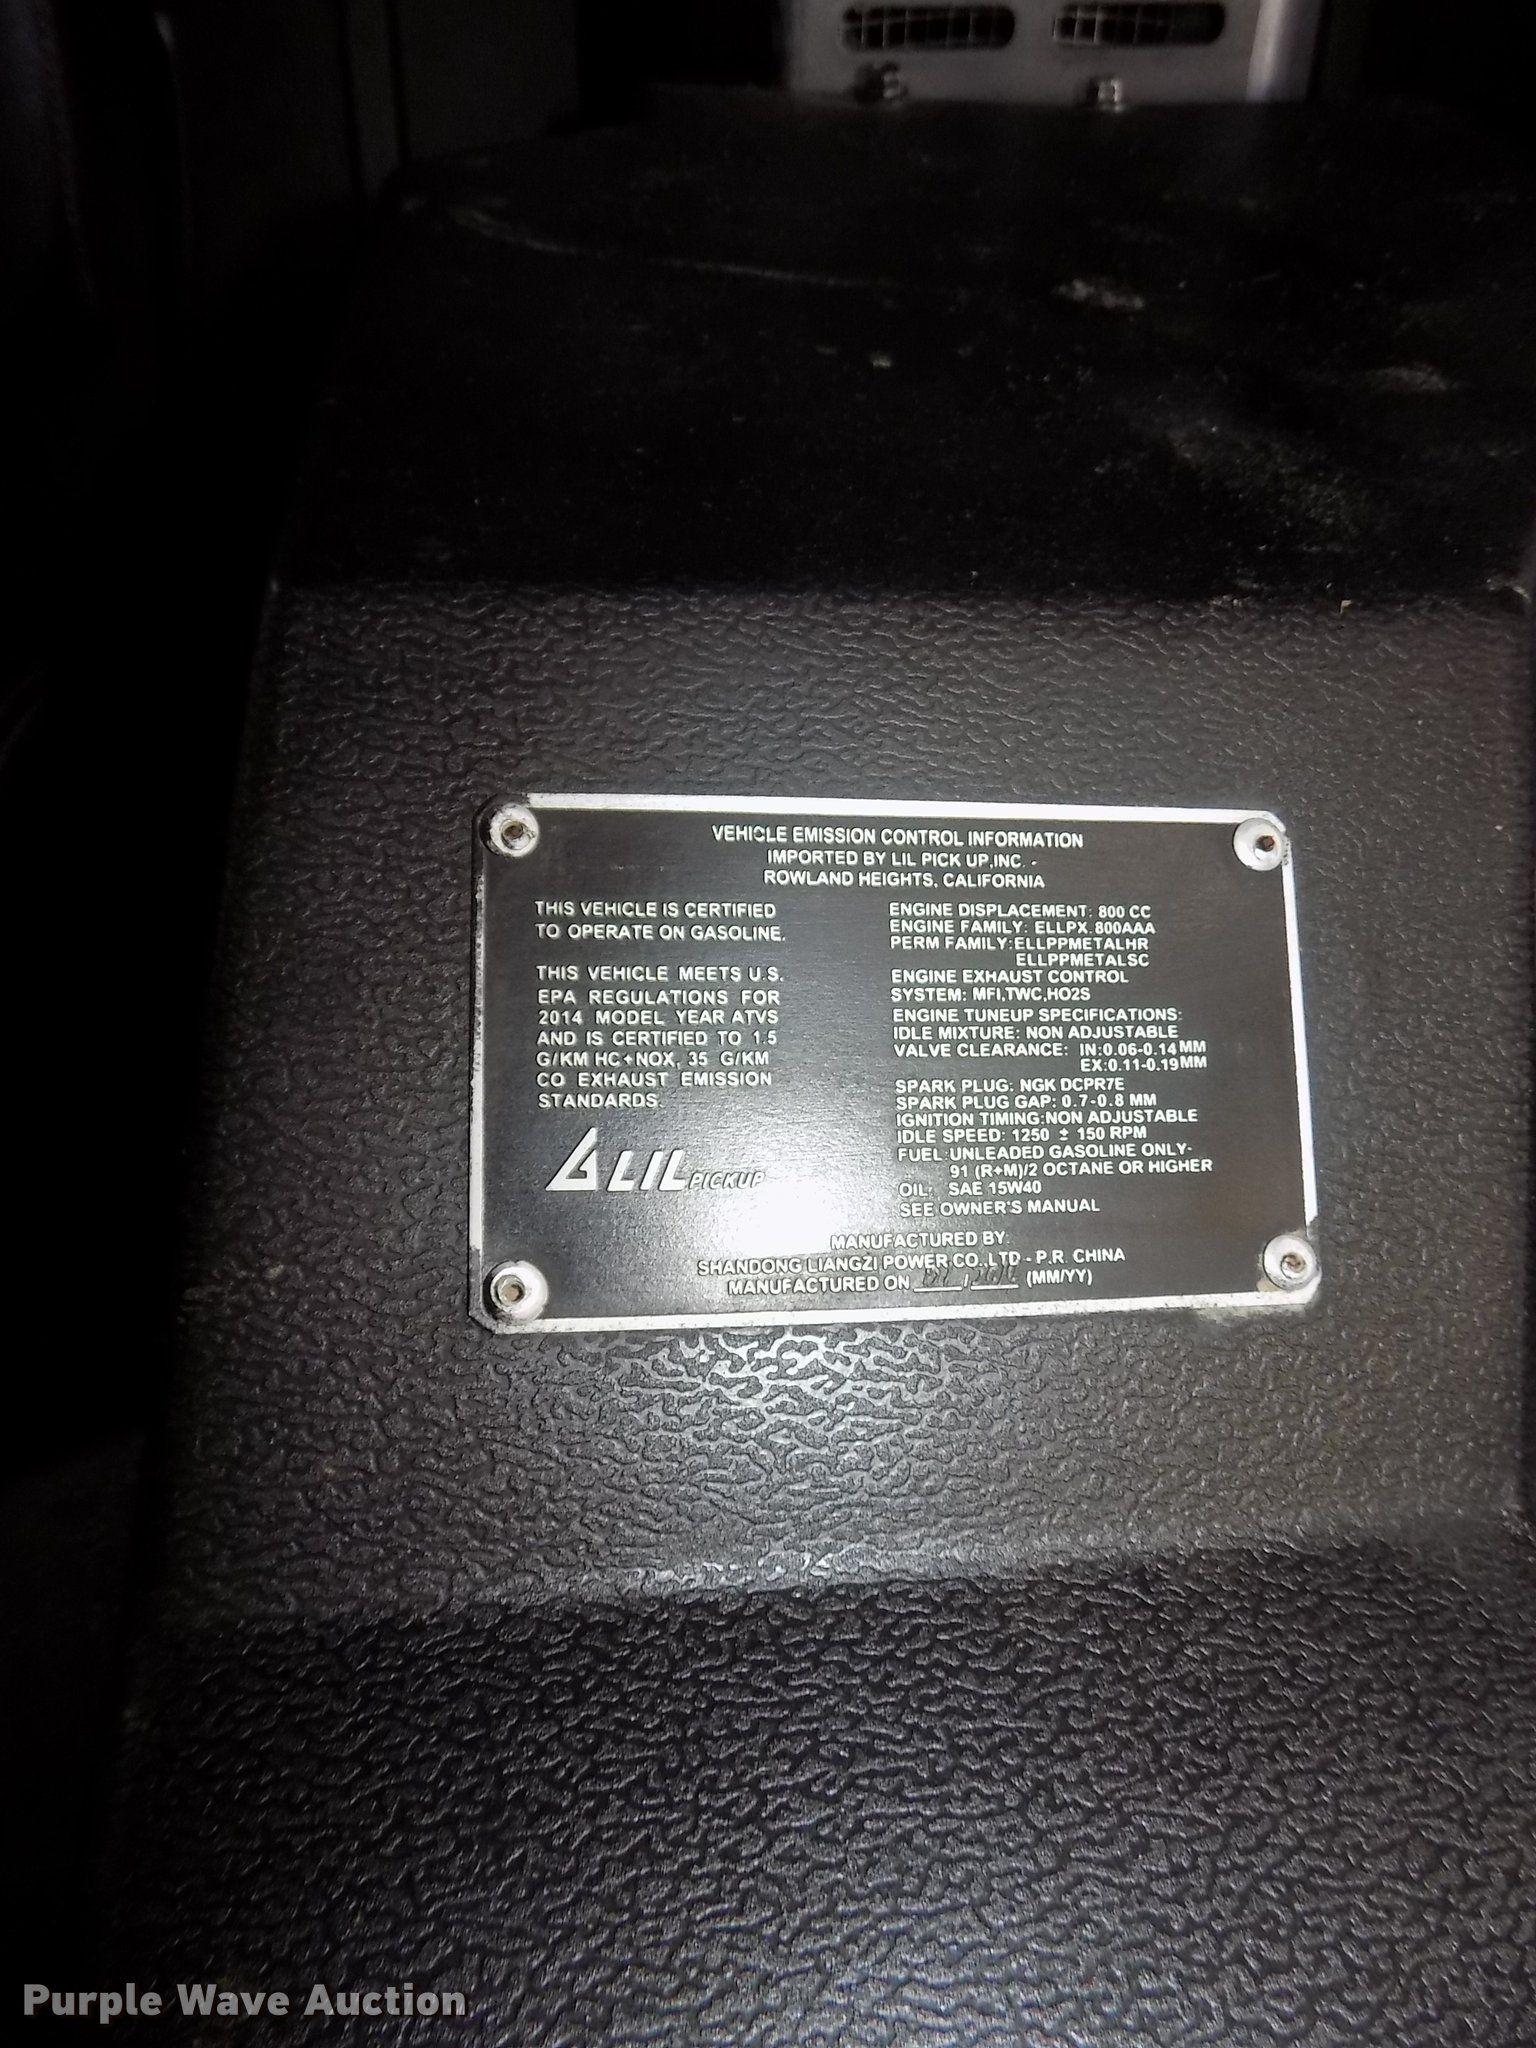 VEHICLE EMISSION CONTROL INFORMATION
IMPORTED BY LIL PICK UP,INC. -
ROWLAND HEIGHTS, CALIFORNIA
THIS VEHICLE IS CERTIFIED
TO OPERATE ON GASOLINE.
THIS VEHICLE MEETS U.S.
EPA REGULATIONS FOR
2014 MODEL YEAR ATVS
AND IS CERTIFIED TO 1.5
G/KM HC+NOX, 35 G/KM
CO EXHAUST EMISSION
STANDARDS.
LIL PICKUP
ENGINE DISPLACEMENT: 800 CC
ENGINE FAMILY: ELLPX.800AAA
PERM FAMILY:ELLPPMETALHR
ELLPPMETALSC
ENGINE EXHAUST CONTROL
SYSTEM: MFI,TWC,HO2S
ENGINE TUNEUP SPECIFICATIONS:
IDLE MIXTURE: NON ADJUSTABLE
VALVE CLEARANCE: IN:0.06-0.14MM
EX:0.11-0.19MM
SPARK PLUG: NGK DCPR7E
SPARK PLUG GAP: 0.7-0.8 MM
IGNITION TIMING:NON ADJUSTABLE
IDLE SPEED: 1250 ± 150 RPM
FUEL:UNLEADED GASOLINE ONLY-
91 (R+M)/2 OCTANE OR HIGHER
OIL: SAE 15W40
SEE OWNER'S MANUAL
MANUFACTURED BY:
SHANDONG LIANGZI POWER CO.,LTD - P.R. CHINA
MANUFACTURED ON / (MM/YY)
Purple Wave Auction